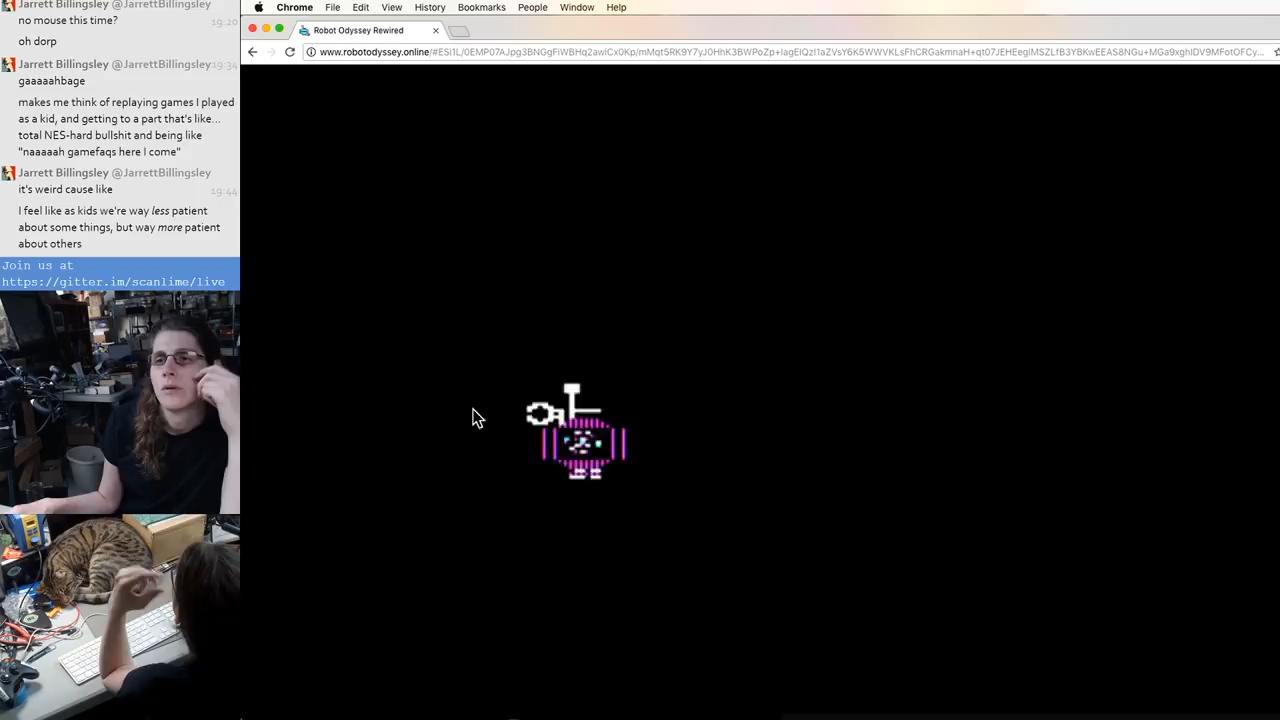 Jarrett Billingsley @JarrettBillingsley
no mouse this time? 19:20
oh dorp
Jarrett Billingsley @JarrettBillingsley 19:34
gaaaaahbage
makes me think of replaying games I played
as a kid, and getting to a part that's like...
total NES-hard bullshit and being like
"naaaaah gamefaqs here I come"
Jarrett Billingsley @JarrettBillingsley
it's weird cause like 19:44
I feel like as kids we're way less patient
about some things, but way more patient
about others
Join us at
https://gitter.im/scanlime/live
Chrome File Edit View History Bookmarks People Window Help
Robot Odyssey Rewired
www.robotodyssey.online/